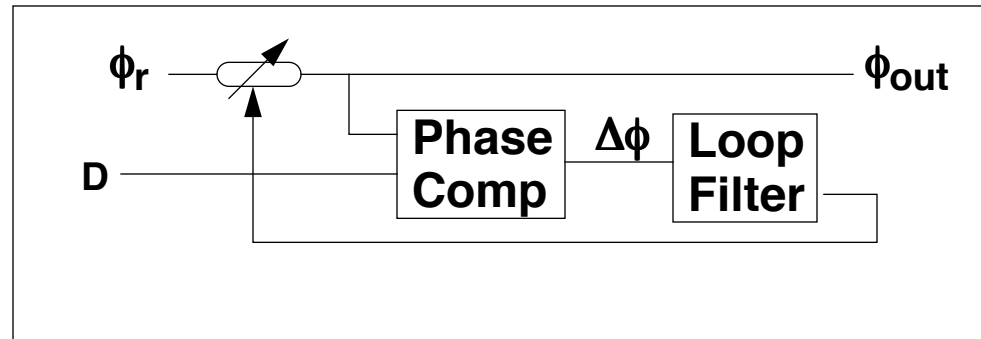 ϕr
ϕout
Phase
Comp
Δϕ
Loop
Filter
D